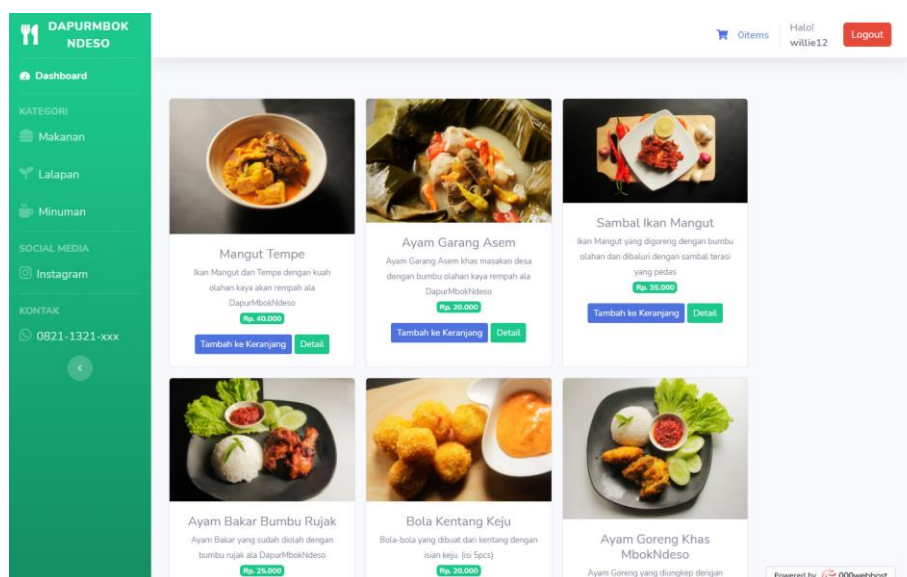 DAPURMBOK
NDESO
0items
Halo!
willie12
Logout
Dashboard
KATEGORI
Makanan
Lalapan
Minuman
SOCIAL MEDIA
Instagram
KONTAK
0821-1321-xxx
Mangut Tempe
Ikan Mangut dan Tempe dengan kuah
olahan kaya akan rempah ala
DapurMbokNdeso
Rp. 40.000
Tambah ke Keranjang
Detail
Ayam Garang Asem
Ayam Garang Asem khas masakan desa
dengan bumbu olahan kaya rempah ala
DapurMbokNdeso
Rp. 20.000
Tambah ke Keranjang
Detail
Sambal Ikan Mangut
Ikan Mangut yang digoreng dengan bumbu
olahan dan dibaluri dengan sambal terasi
yang pedas
Rp. 35.000
Tambah ke Keranjang
Detail
Ayam Bakar Bumbu Rujak
Ayam Bakar yang sudah diolah dengan
bumbu rujak ala DapurMbokNdeso
Rp. 25.000
Bola Kentang Keju
Bola-bola yang dibuat dari kentang dengan
isian keju. (isi 5pcs)
Rp. 20.000
Ayam Goreng Khas
MbokNdeso
Ayam Goreng yang diungkep dengan
Powered by 000webhost